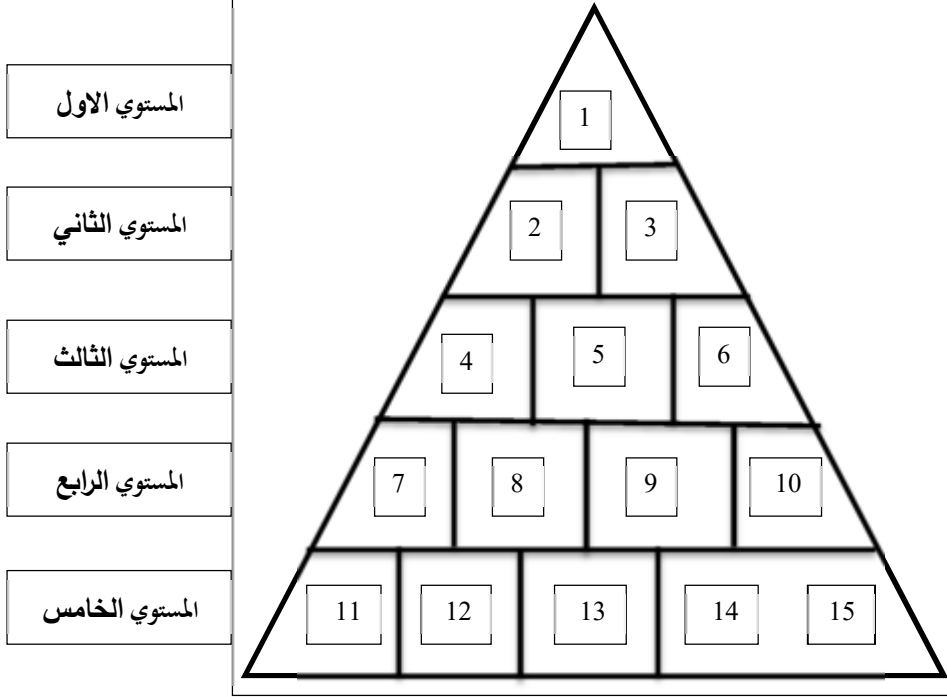 المستوي الاول
1
المستوي الثاني
2 3
المستوي الثالث
4 5 6
المستوي الرابع
7 8 9 10
المستوي الخامس
11 12 13 14 15